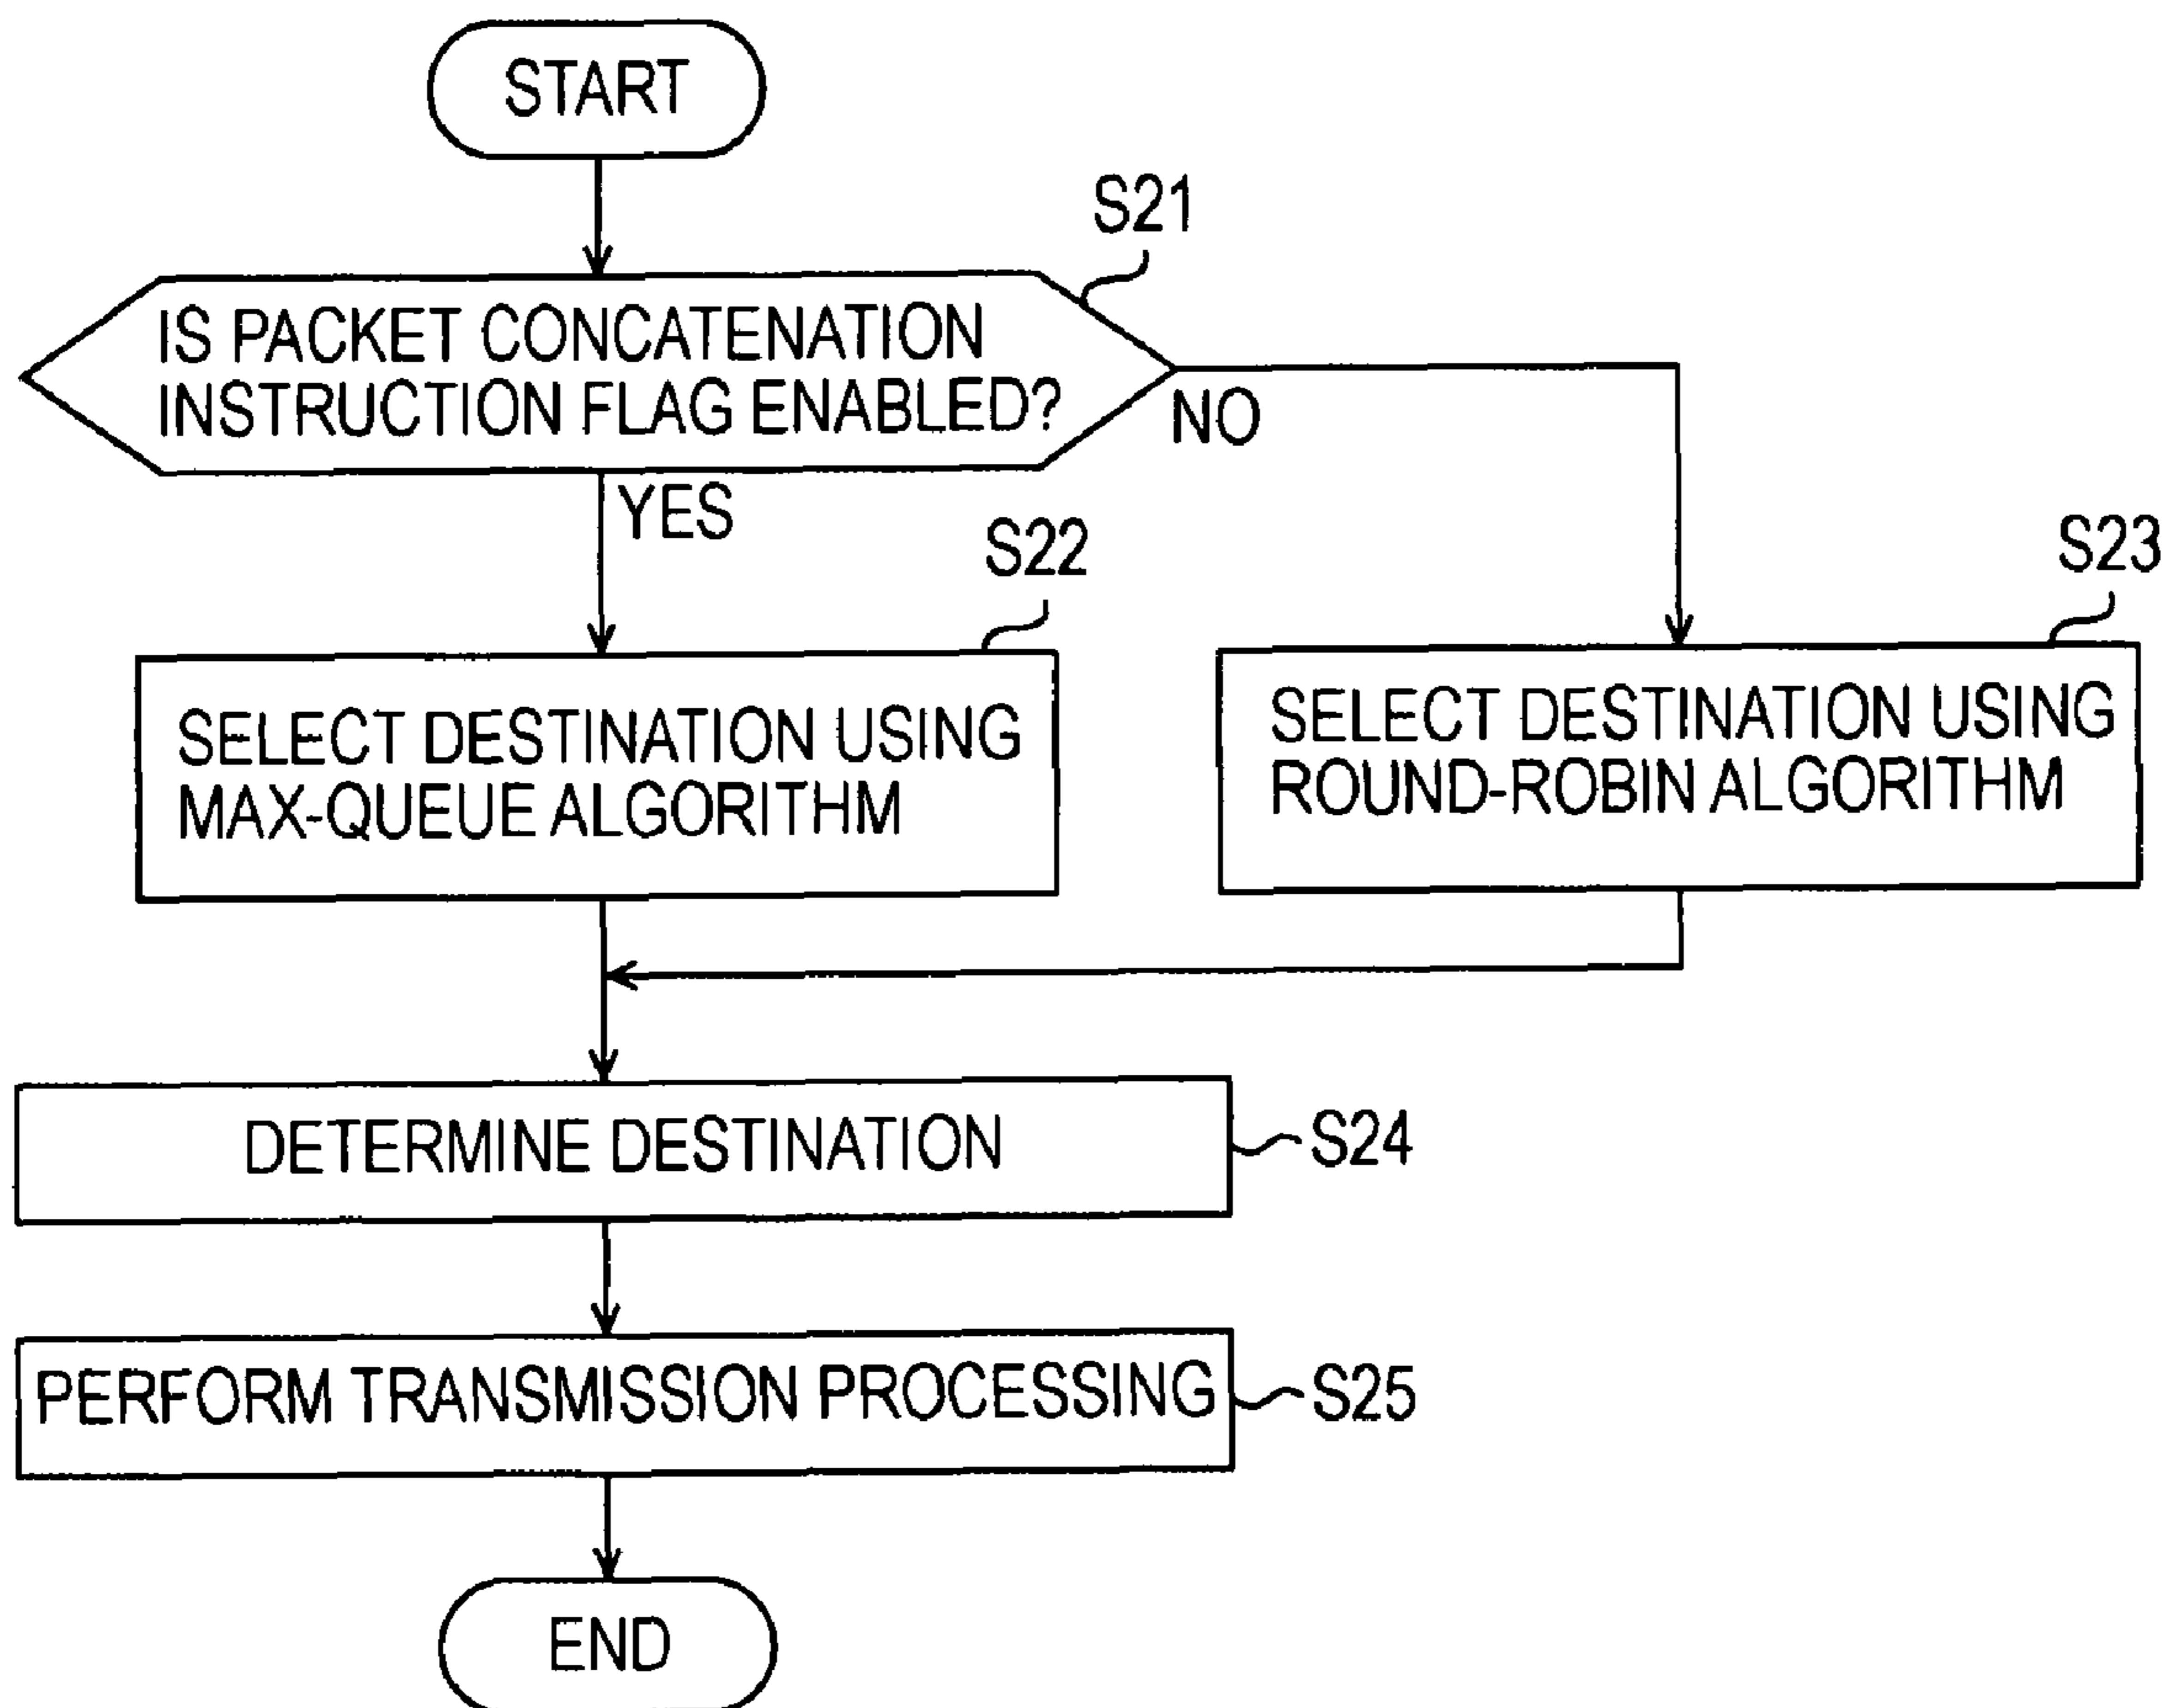 START
S21
IS PACKET CONCATENATION
INSTRUCTION FLAG ENABLED?
NO
YES
S22
S23
SELECT DESTINATION USING
MAX-QUEUE ALGORITHM
SELECT DESTINATION USING
ROUND-ROBIN ALGORITHM
DETERMINE DESTINATION
S24
PERFORM TRANSMISSION PROCESSING
S25
END